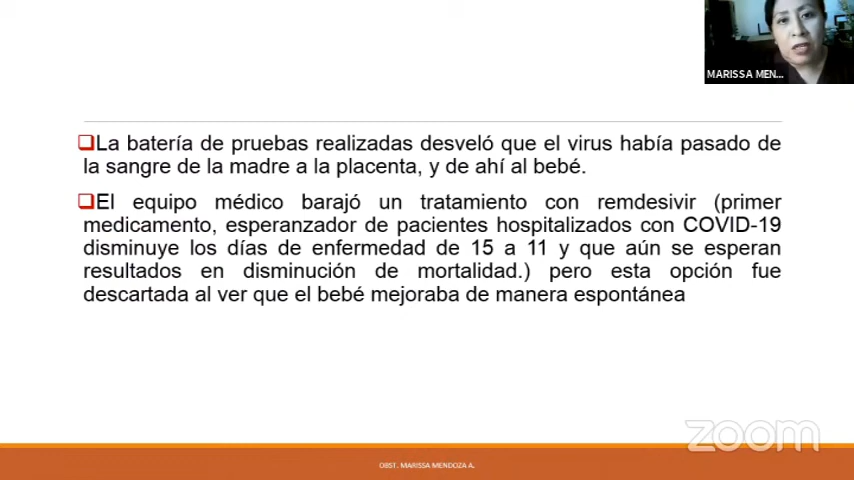 MARISSA MEN...
La batería de pruebas realizadas desveló que el virus había pasado de
la sangre de la madre a la placenta, y de ahí al bebé.
El equipo médico barajó un tratamiento con remdesivir (primer
medicamento, esperanzador de pacientes hospitalizados con COVID-19
disminuye los días de enfermedad de 15 a 11 y que aún se esperan
resultados en disminución de mortalidad.) pero esta opción fue
descartada al ver que el bebé mejoraba de manera espontánea
zoom
OBST. MARISSA MENDOZA A.